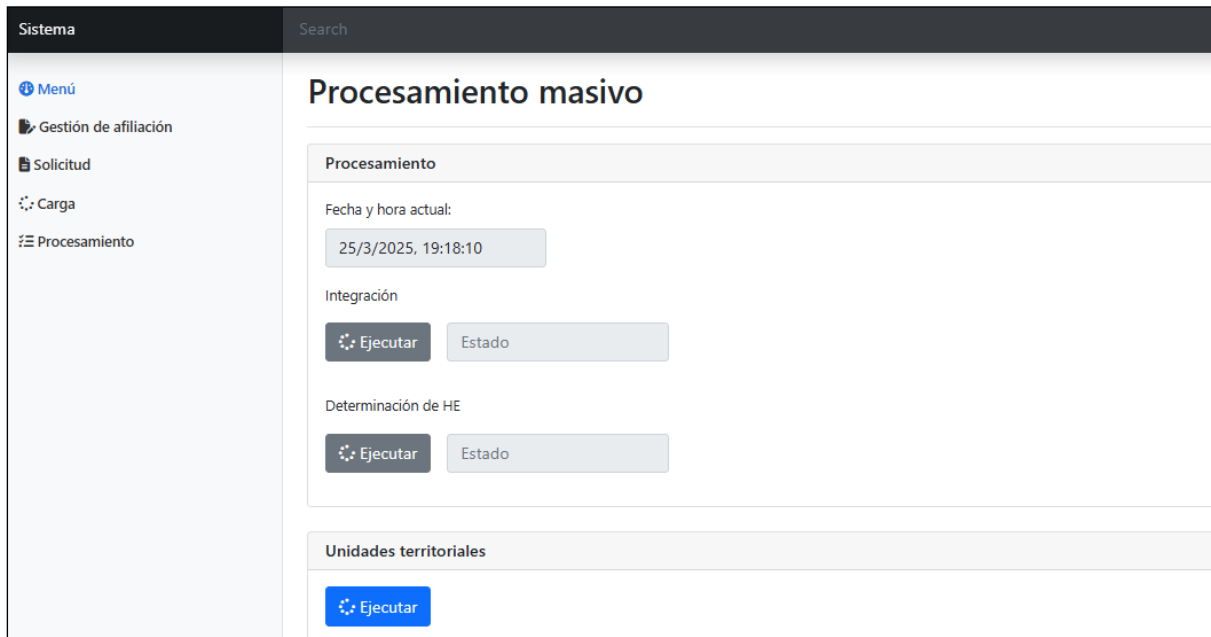 Sistema
Search
Menú
Gestión de afiliación
Solicitud
Carga
Procesamiento
Procesamiento masivo
Procesamiento
Fecha y hora actual:
25/3/2025, 19:18:10
Integración
Ejecutar
Estado
Determinación de HE
Ejecutar
Estado
Unidades territoriales
Ejecutar